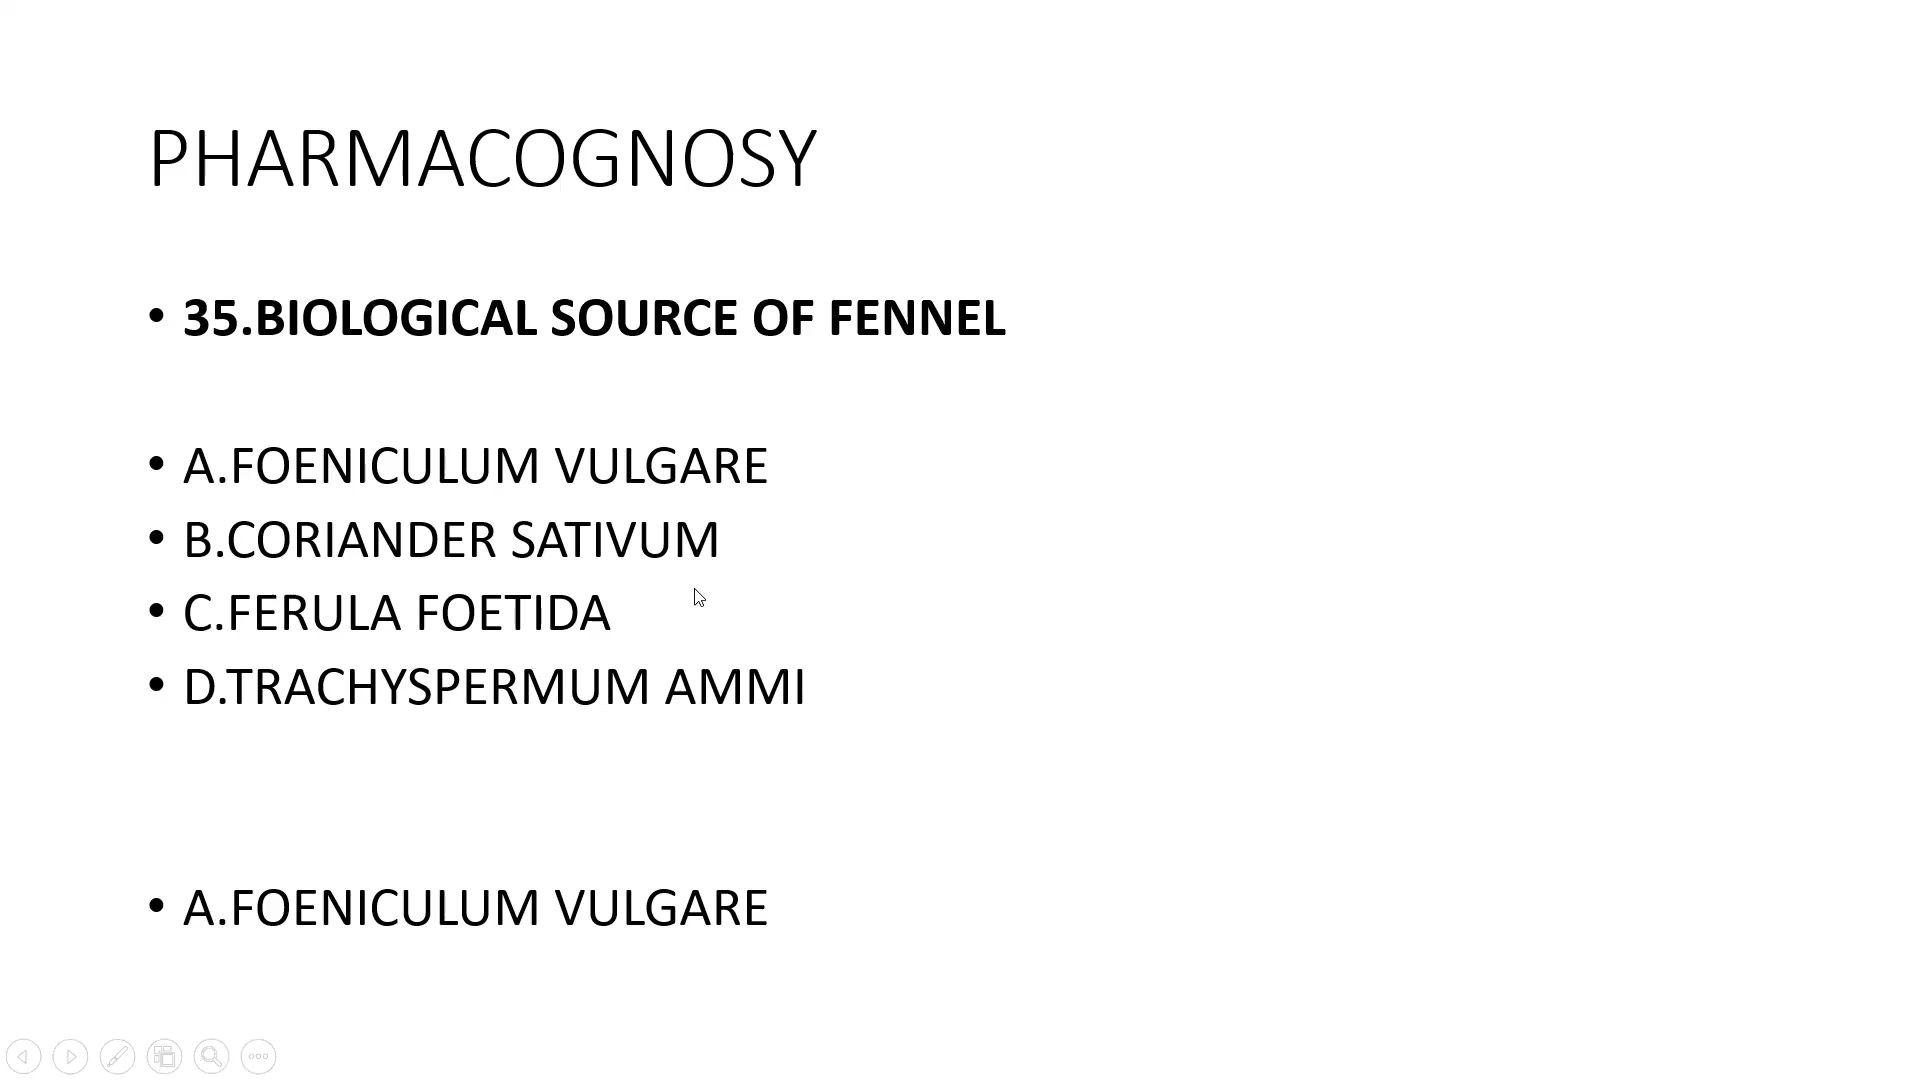 PHARMACOGNOSY
• 35.BIOLOGICAL SOURCE OF FENNEL
• A.FOENICULUM VULGARE
• B.CORIANDER SATIVUM
• C.FERULA FOETIDA
• D.TRACHYSPERMUM AMMI
• A.FOENICULUM VULGARE